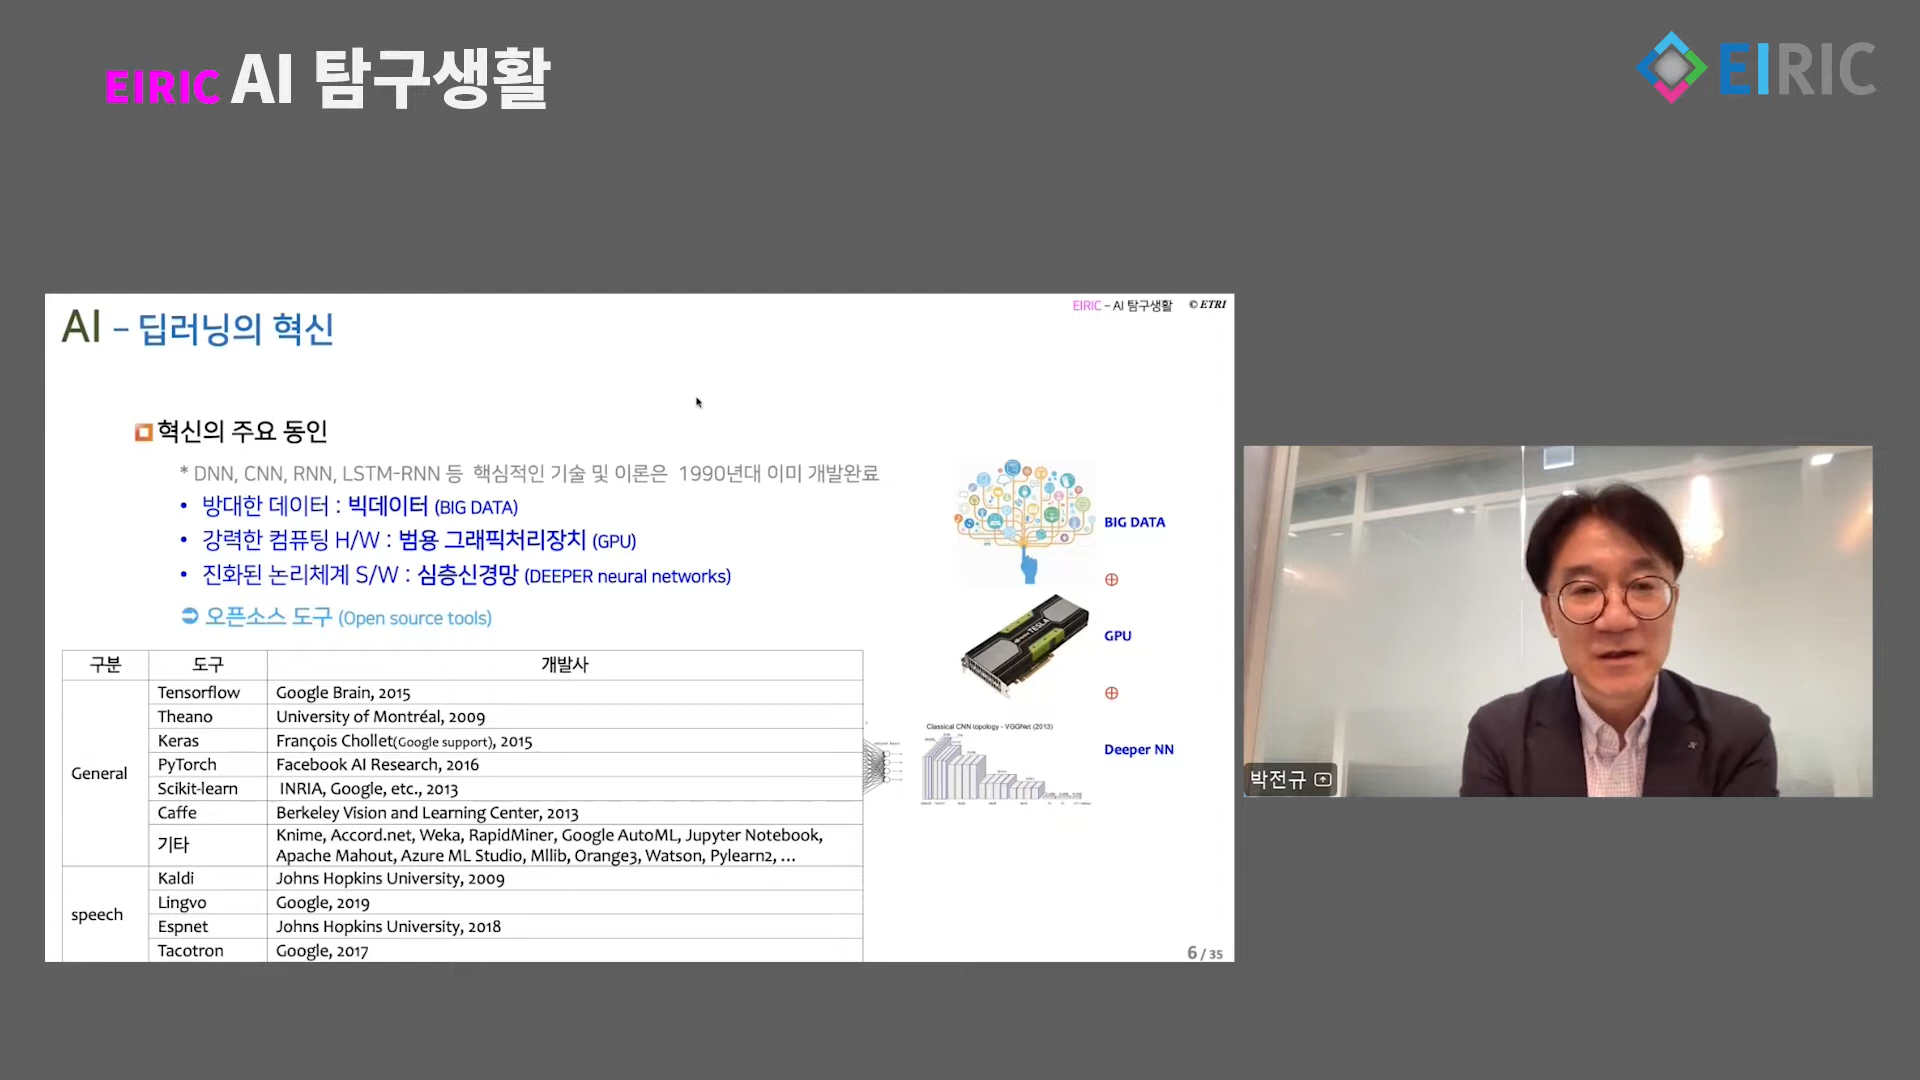 EIRIC AI 탐구생활
EIRIC
EIRIC – AI 탐구생활 © ETRI
AI – 딥러닝의 혁신
혁신의 주요 동인
* DNN, CNN, RNN, LSTM-RNN 등 핵심적인 기술 및 이론은 1990년대 이미 개발완료
• 방대한 데이터 : 빅데이터 (BIG DATA)
• 강력한 컴퓨팅 H/W : 범용 그래픽처리장치 (GPU)
• 진화된 논리체계 S/W : 심층신경망 (DEEPER neural networks)
오픈소스 도구 (Open source tools)
구분 도구 개발사
General
Tensorflow Google Brain, 2015
Theano University of Montréal, 2009
Keras François Chollet(Google support), 2015
PyTorch Facebook AI Research, 2016
Scikit-learn INRIA, Google, etc., 2013
Caffe Berkeley Vision and Learning Center, 2013
기타 Knime, Accord.net, Weka, RapidMiner, Google AutoML, Jupyter Notebook,
Apache Mahout, Azure ML Studio, Mllib, Orange3, Watson, Pylearn2, …
speech
Kaldi Johns Hopkins University, 2009
Lingvo Google, 2019
Espnet Johns Hopkins University, 2018
Tacotron Google, 2017
BIG DATA
TESLA
GPU
Classical CNN topology - VGGNet (2013)
Deeper NN
6 / 35
박전규